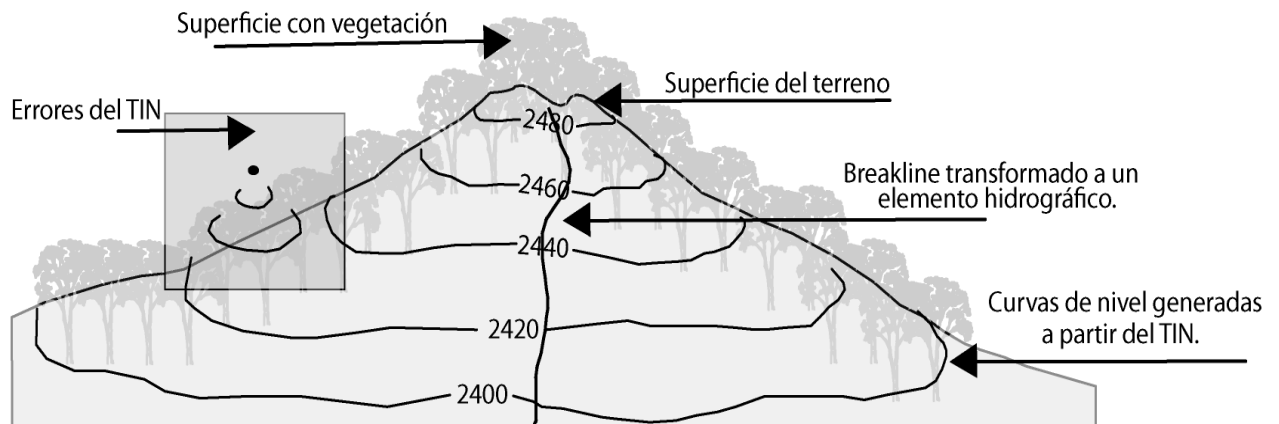 Superficie con vegetación
Superficie del terreno
Errores del TIN
2480
Breakline transformado a un
elemento hidrográfico.
2460
2440
Curvas de nivel generadas
a partir del TIN.
2420
2400